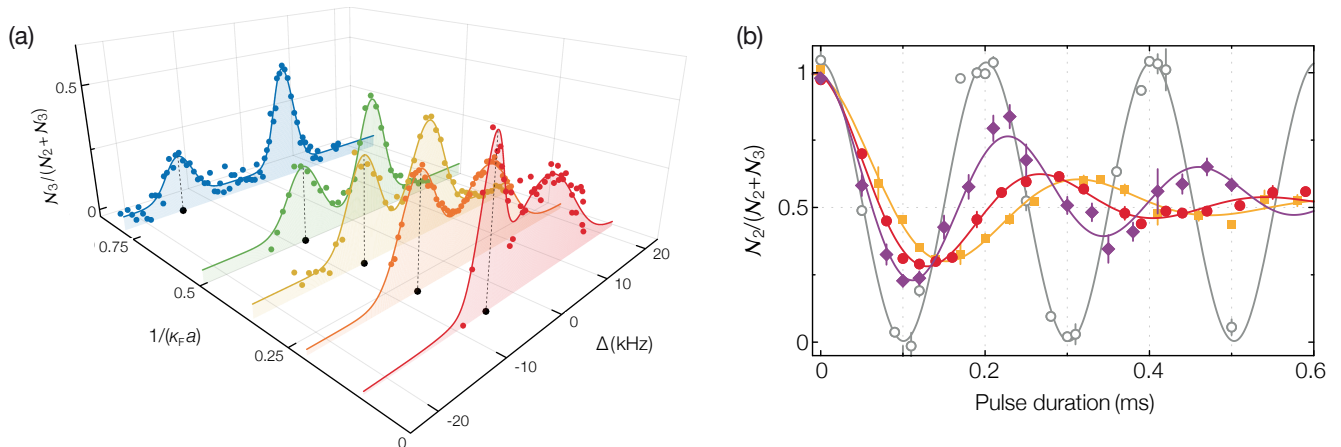 (a)
N₃/(N₂+N₃)
0.5
0
0.75
0.5
0.25
0
1/(κFa)
-20
-10
0
10
20
Δ(kHz)
(b)
N₂/(N₂+N₃)
1
0.5
0
0
0.2
0.4
0.6
Pulse duration (ms)